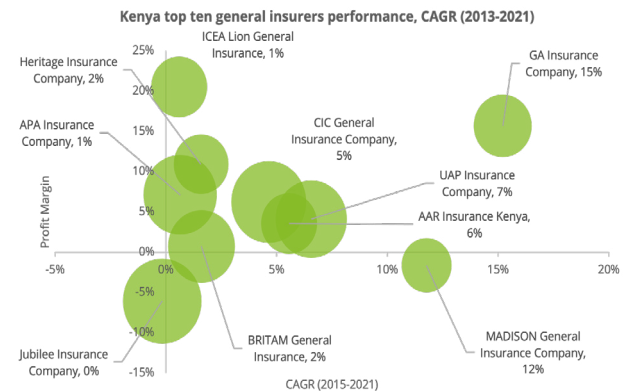 Kenya top ten general insurers performance, CAGR (2013-2021)
ICEA Lion General
Insurance, 1%
Heritage Insurance
Company, 2%
GA Insurance
Company, 15%
APA Insurance
Company, 1%
CIC General
Insurance Company,
5%
UAP Insurance
Company, 7%
AAR Insurance Kenya,
6%
BRITAM General
Insurance, 2%
MADISON General
Insurance Company,
12%
Jubilee Insurance
Company, 0%
Profit Margin
25%
20%
15%
10%
5%
0%
-5%
-10%
-15%
-5%
0%
5%
10%
15%
20%
CAGR (2015-2021)